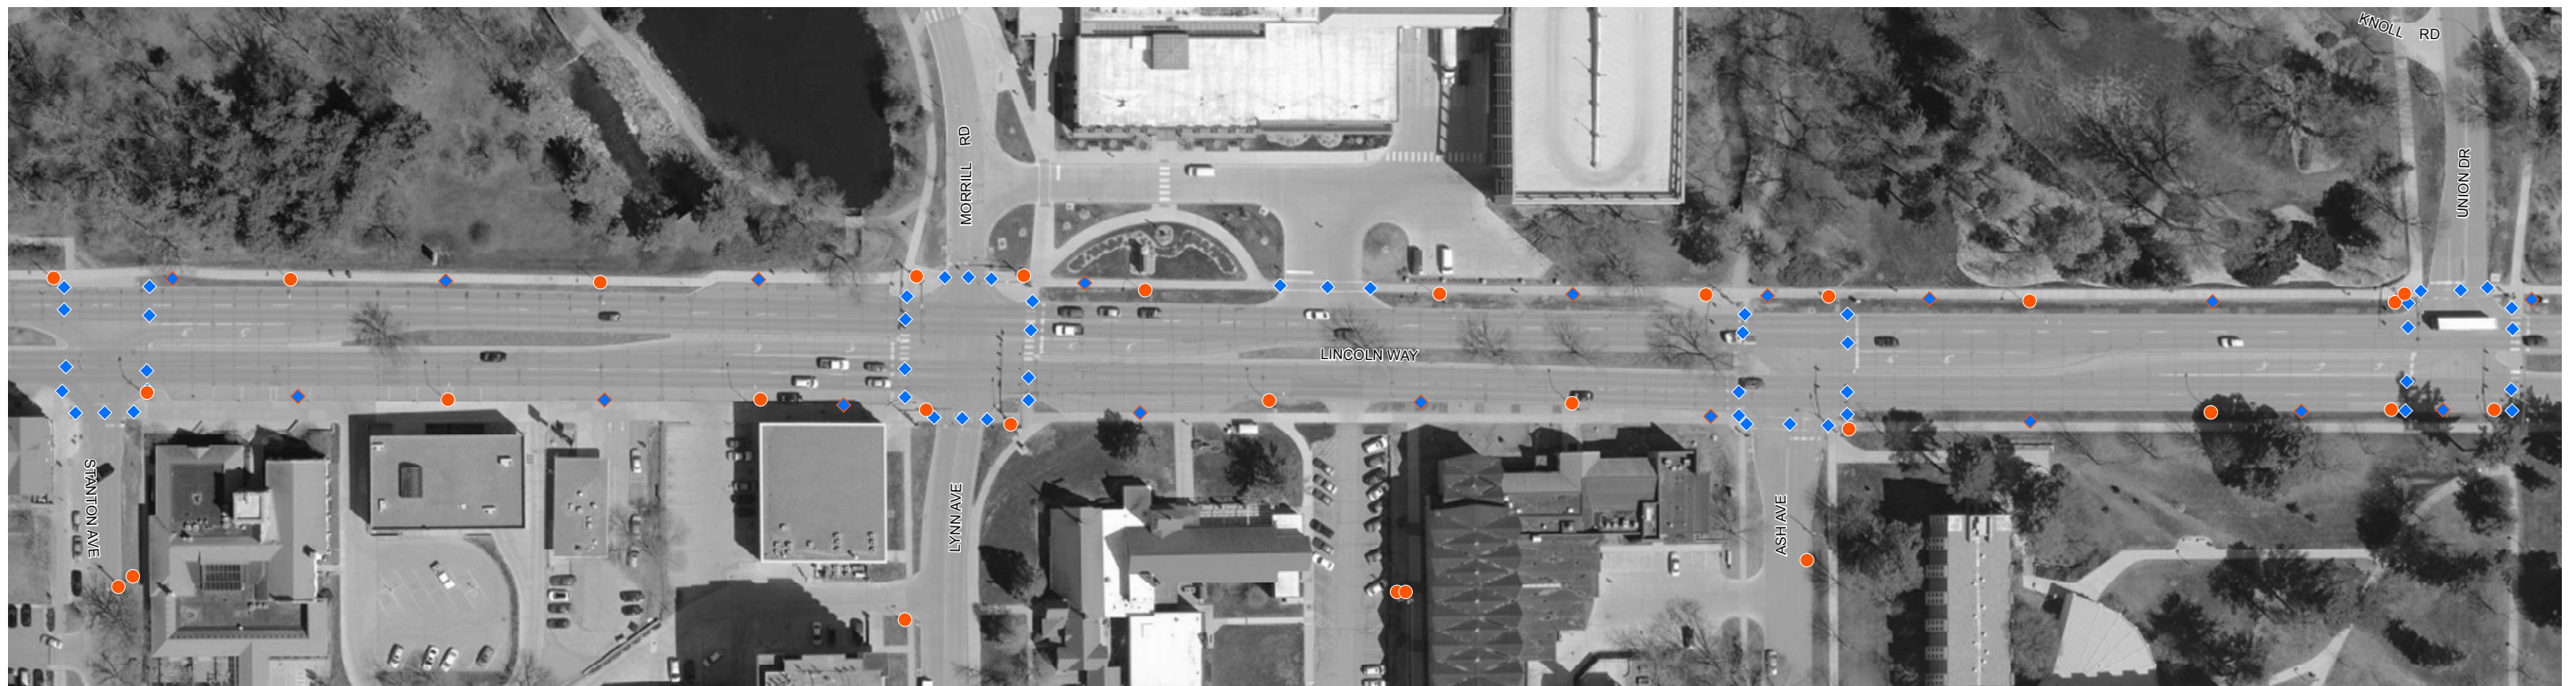 KNOLL RD
MORRILL RD
UNION DR
LINCOLN WAY
STANTON AVE
LYNN AVE
ASH AVE